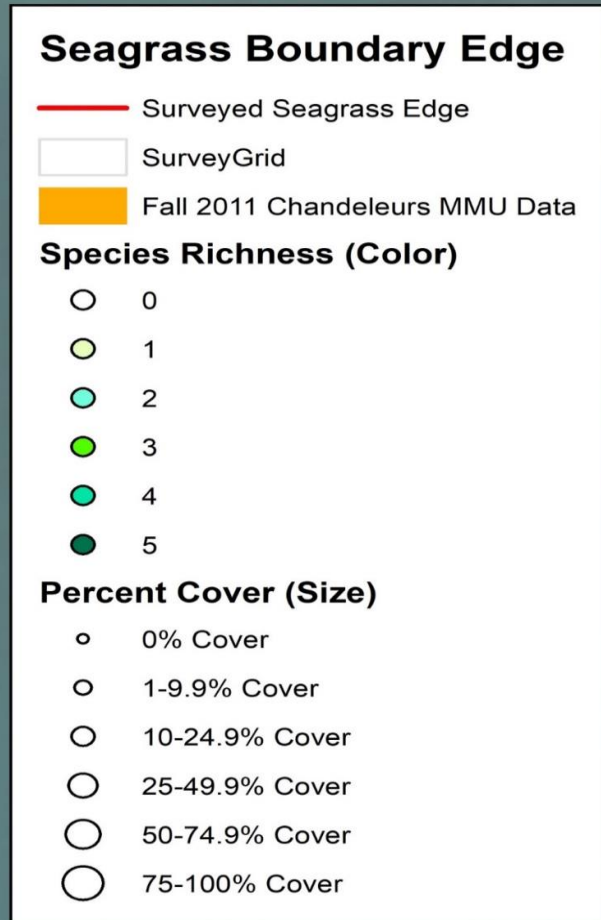 Seagrass Boundary Edge
Surveyed Seagrass Edge
SurveyGrid
Fall 2011 Chandeleurs MMU Data
Species Richness (Color)
0
1
2
3
4
5
Percent Cover (Size)
0% Cover
1-9.9% Cover
10-24.9% Cover
25-49.9% Cover
50-74.9% Cover
75-100% Cover